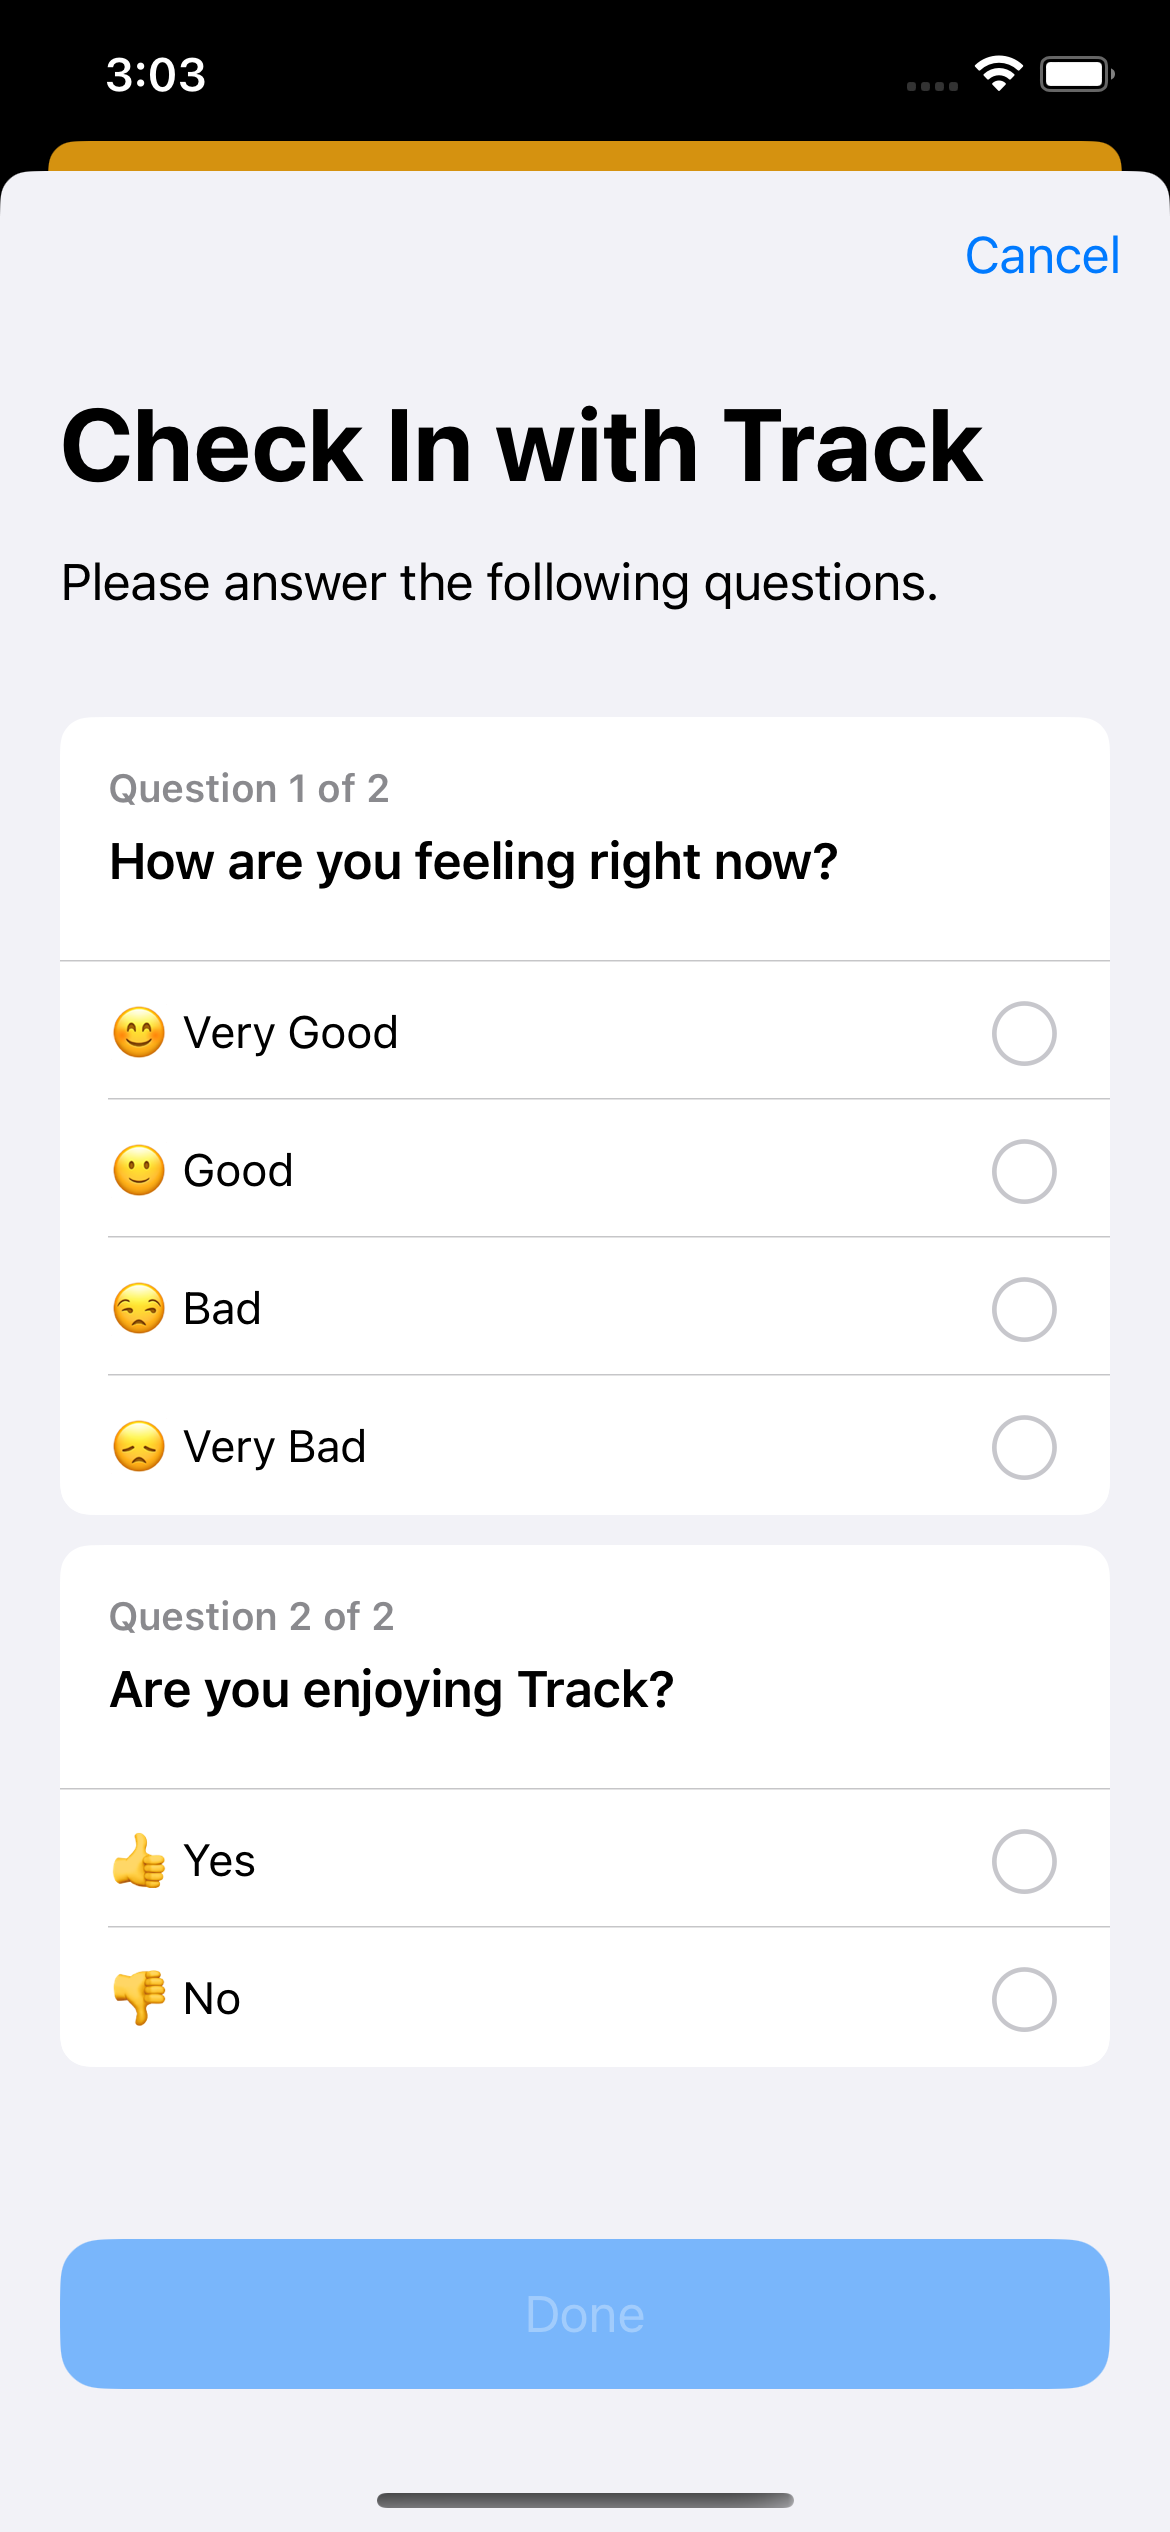 3:03
Cancel
Check In with Track
Please answer the following questions.
Question 1 of 2
How are you feeling right now?
😊 Very Good
🙂 Good
😒 Bad
😞 Very Bad
Question 2 of 2
Are you enjoying Track?
👍 Yes
👎 No
Done